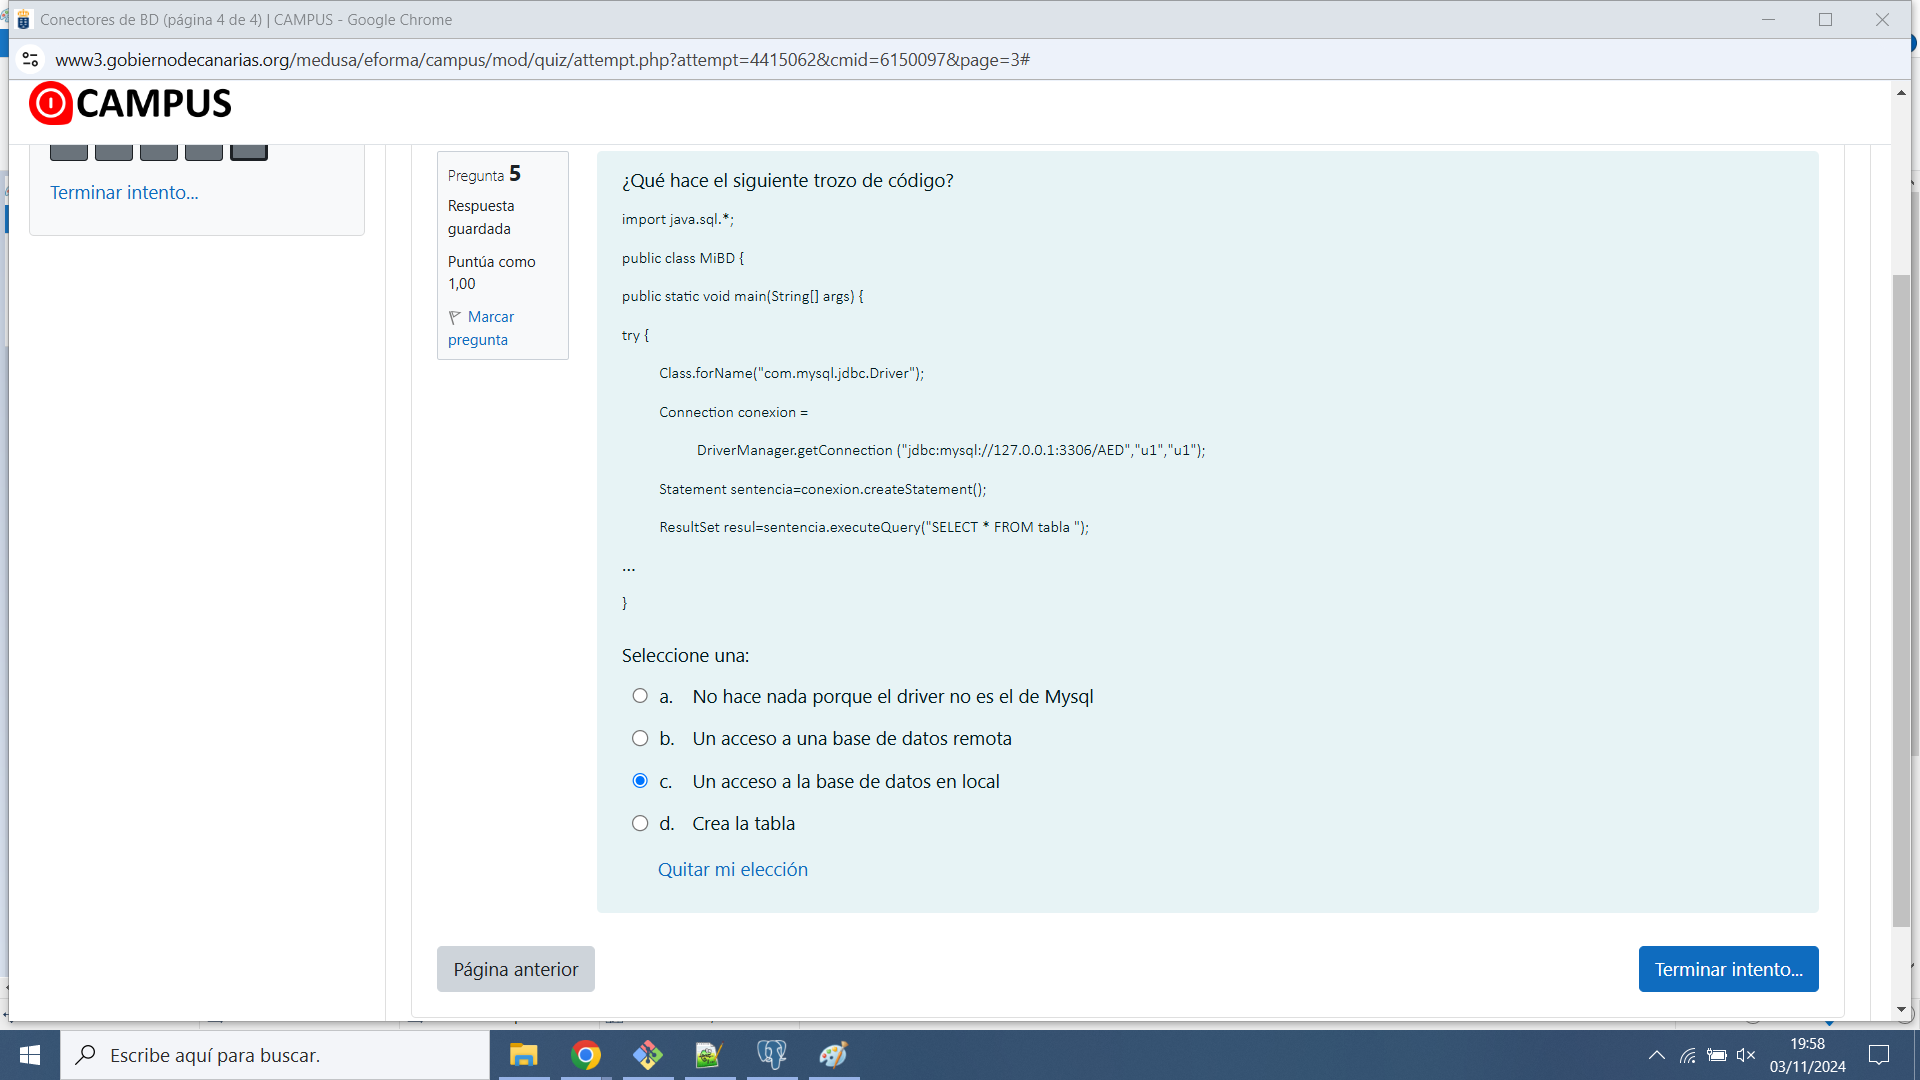 Conectores de BD (página 4 de 4) | CAMPUS - Google Chrome
www3.gobiernodecanarias.org/medusa/eforma/campus/mod/quiz/attempt.php?attempt=4415062&cmid=6150097&page=3#
CAMPUS
Terminar intento...
Pregunta 5
Respuesta
guardada
Puntúa como
1,00
Marcar
pregunta
¿Qué hace el siguiente trozo de código?
import java.sql.*;
public class MiBD {
public static void main(String[] args) {
try {
Class.forName("com.mysql.jdbc.Driver");
Connection conexion =
DriverManager.getConnection ("jdbc:mysql://127.0.0.1:3306/AED","u1","u1");
Statement sentencia=conexion.createStatement();
ResultSet resul=sentencia.executeQuery("SELECT * FROM tabla ");
...
}
Seleccione una:
a. No hace nada porque el driver no es el de Mysql
b. Un acceso a una base de datos remota
c. Un acceso a la base de datos en local
d. Crea la tabla
Quitar mi elección
Página anterior
Terminar intento...
Escribe aquí para buscar.
19:58
03/11/2024